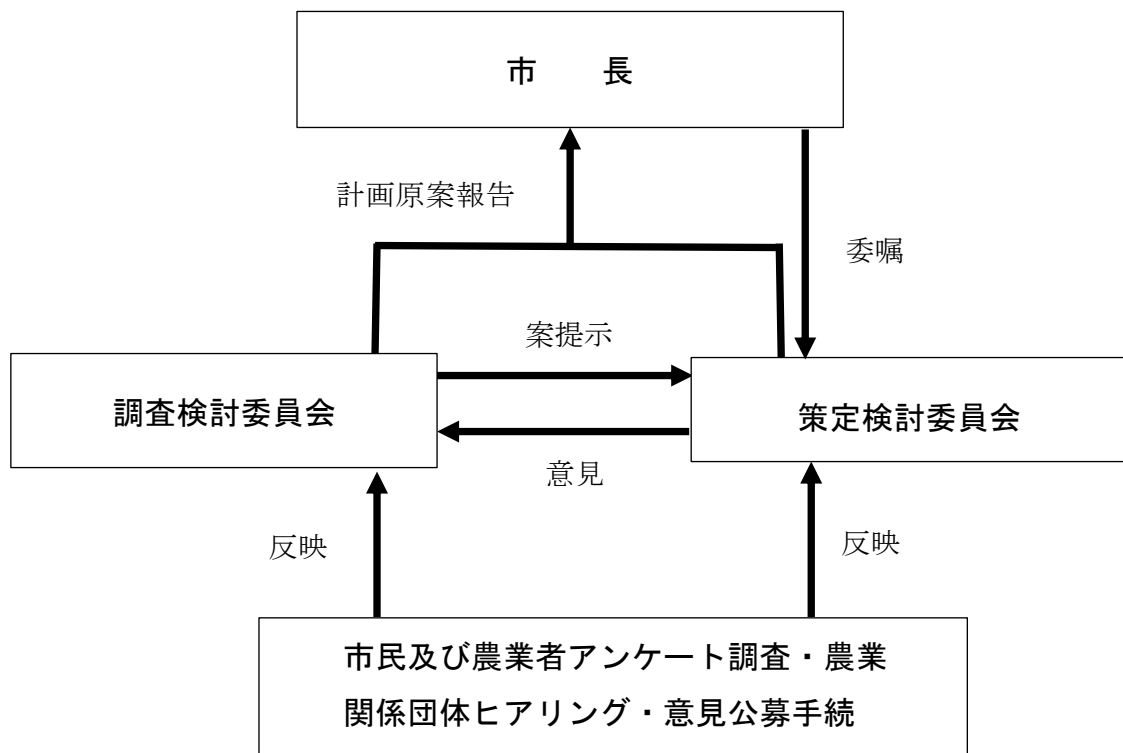 市　　長
計画原案報告
委嘱
案提示
調査検討委員会
策定検討委員会
意見
反映
反映
市民及び農業者アンケート調査・農業
関係団体ヒアリング・意見公募手続